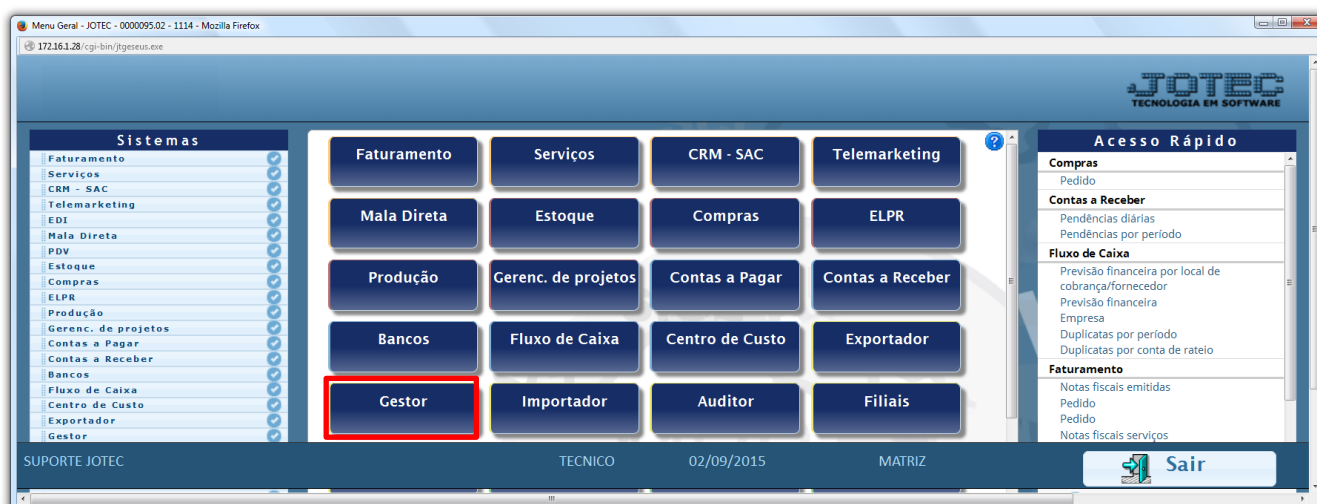 Menu Geral - JOTEC - 0000095.02 - 1114 - Mozilla Firefox
172.16.1.28/cgi-bin/jtgeseus.exe
JOTEC
TECNOLOGIA EM SOFTWARE
Sistemas
Faturamento
Serviços
CRM - SAC
Telemarketing
EDI
Mala Direta
PDV
Estoque
Compras
ELPR
Produção
Gerenc. de projetos
Contas a Pagar
Contas a Receber
Bancos
Fluxo de Caixa
Centro de Custo
Exportador
Gestor
Faturamento Serviços CRM - SAC Telemarketing
Mala Direta Estoque Compras ELPR
Produção Gerenc. de projetos Contas a Pagar Contas a Receber
Bancos Fluxo de Caixa Centro de Custo Exportador
Gestor Importador Auditor Filiais
?
Acesso Rápido
Compras
Pedido
Contas a Receber
Pendências diárias
Pendências por período
Fluxo de Caixa
Previsão financeira por local de
cobrança/fornecedor
Previsão financeira
Empresa
Duplicatas por período
Duplicatas por conta de rateio
Faturamento
Notas fiscais emitidas
Pedido
Pedido
Notas fiscais serviços
SUPORTE JOTEC TECNICO 02/09/2015 MATRIZ Sair